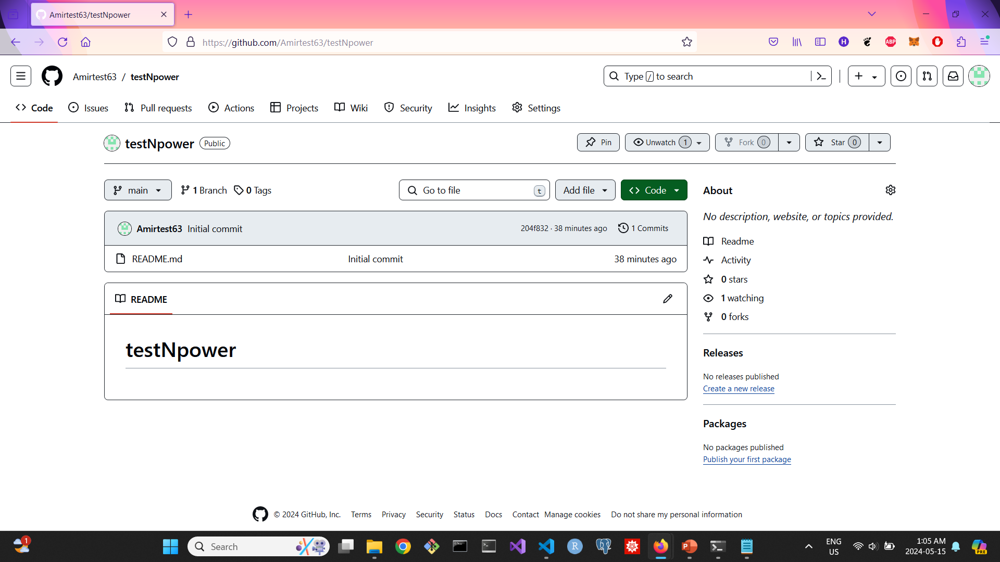 Amirtest63/testNpower
https://github.com/Amirtest63/testNpower
H
ABP
Amirtest63 / testNpower
Type / to search
Code
Issues
Pull requests
Actions
Projects
Wiki
Security
Insights
Settings
testNpower Public
Pin
Unwatch 1
Fork 0
Star 0
main
1 Branch
0 Tags
Go to file t
Add file
Code
Amirtest63 Initial commit
204f832 · 38 minutes ago
1 Commits
README.md
Initial commit
38 minutes ago
README
testNpower
About
No description, website, or topics provided.
Readme
Activity
0 stars
1 watching
0 forks
Releases
No releases published
Create a new release
Packages
No packages published
Publish your first package
© 2024 GitHub, Inc.
Terms
Privacy
Security
Status
Docs
Contact
Manage cookies
Do not share my personal information
1
Search
R
P
ENG
US
1:05 AM
2024-05-15
PRE